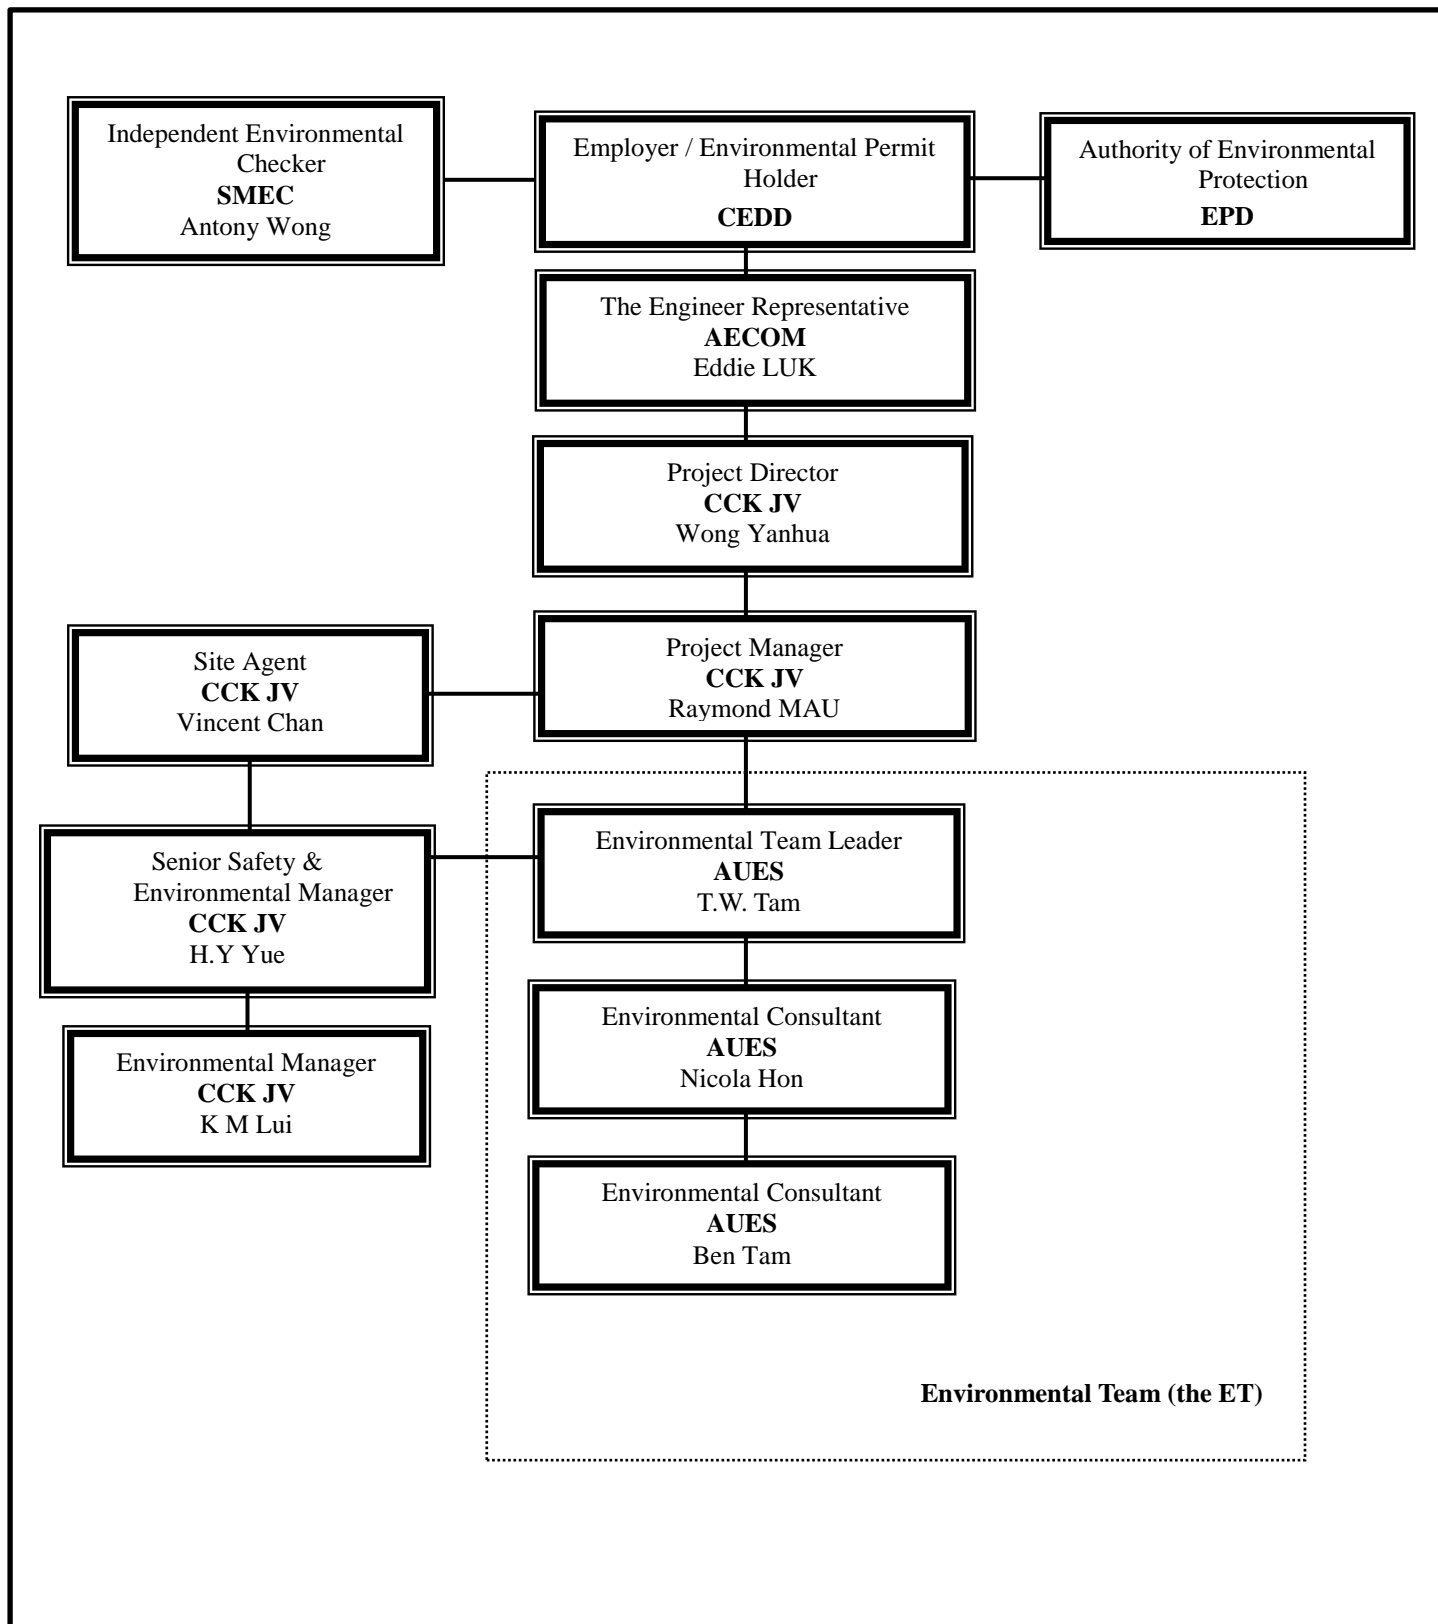 Independent Environmental
Checker
SMEC
Antony Wong
Employer / Environmental Permit
Holder
CEDD
Authority of Environmental
Protection
EPD
The Engineer Representative
AECOM
Eddie LUK
Project Director
CCK JV
Wong Yanhua
Project Manager
CCK JV
Raymond MAU
Site Agent
CCK JV
Vincent Chan
Senior Safety &
Environmental Manager
CCK JV
H.Y Yue
Environmental Team Leader
AUES
T.W. Tam
Environmental Manager
CCK JV
K M Lui
Environmental Consultant
AUES
Nicola Hon
Environmental Consultant
AUES
Ben Tam
Environmental Team (the ET)